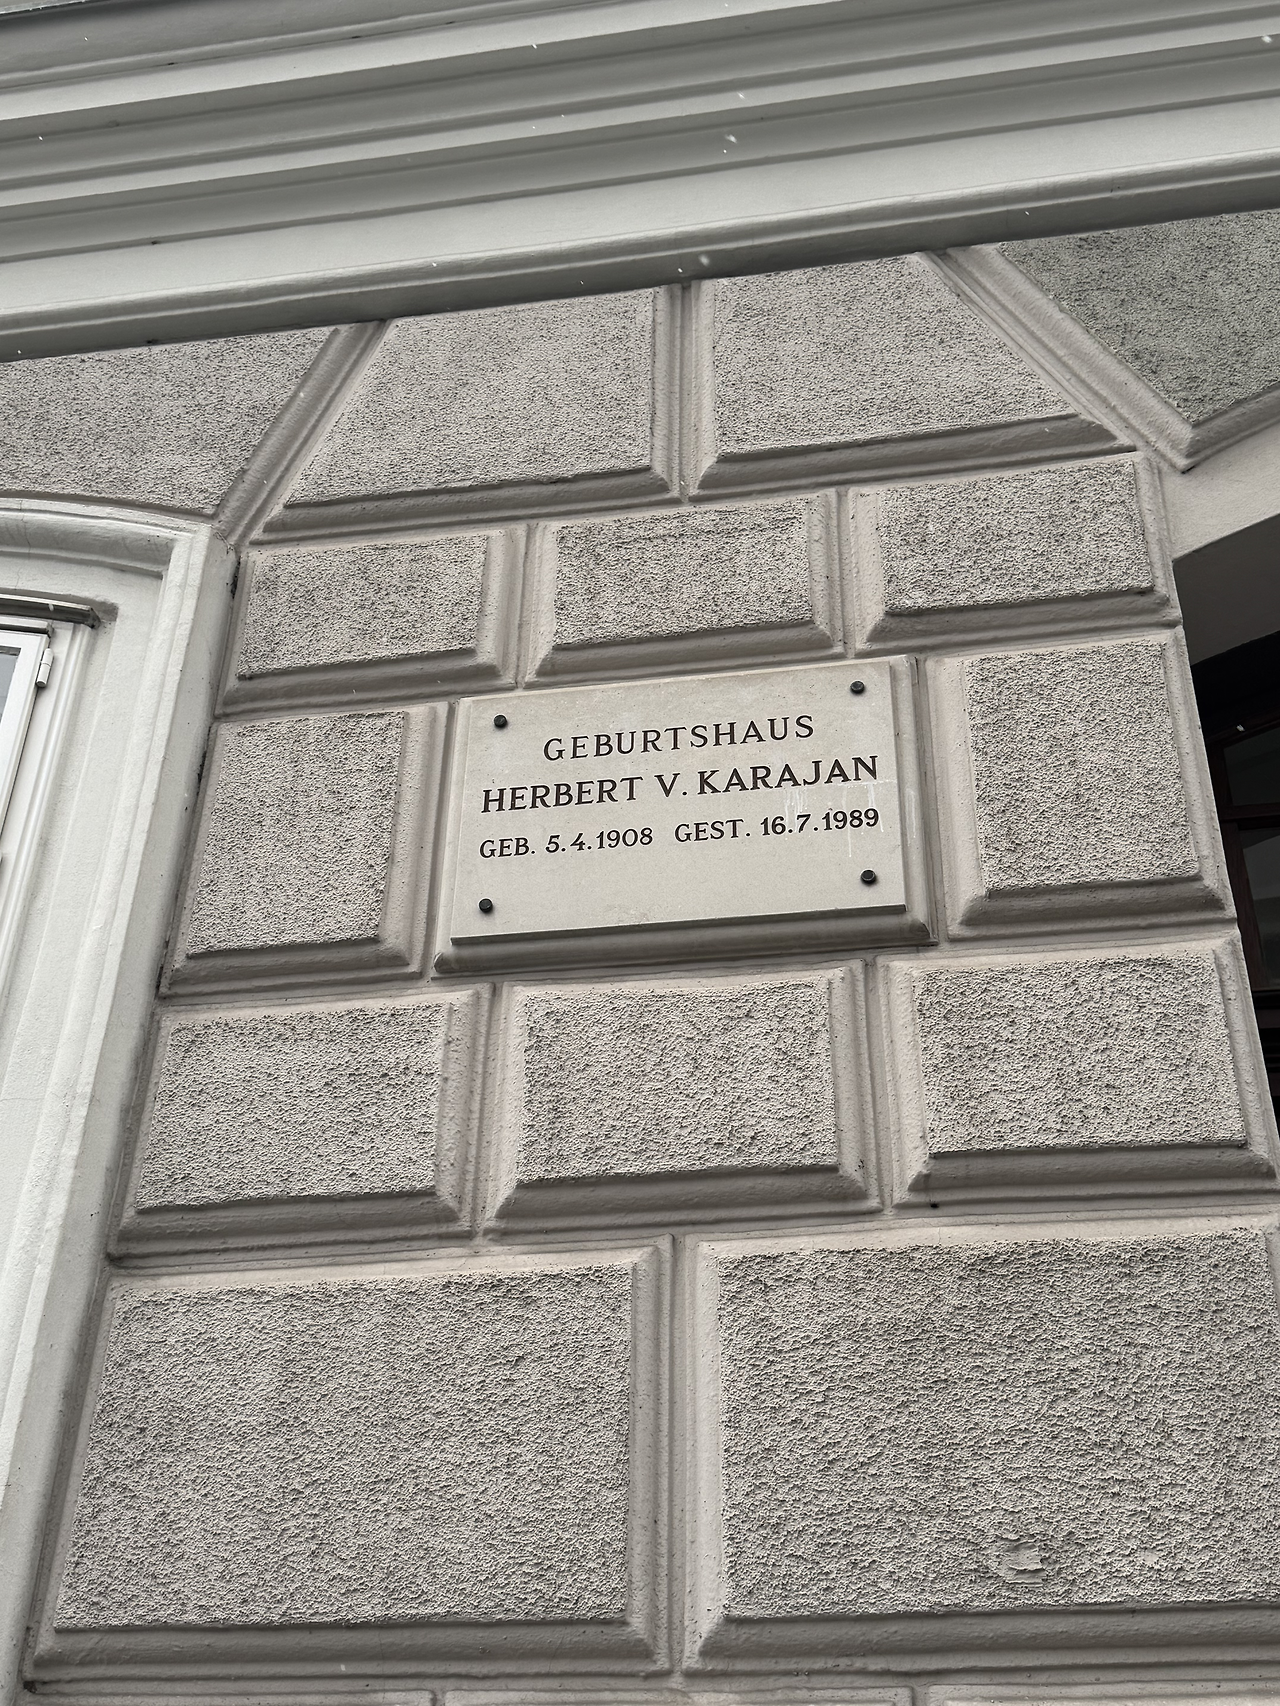 GEBURTSHAUS
HERBERT V. KARAJAN
GEB. 5.4.1908 GEST. 16.7.1989